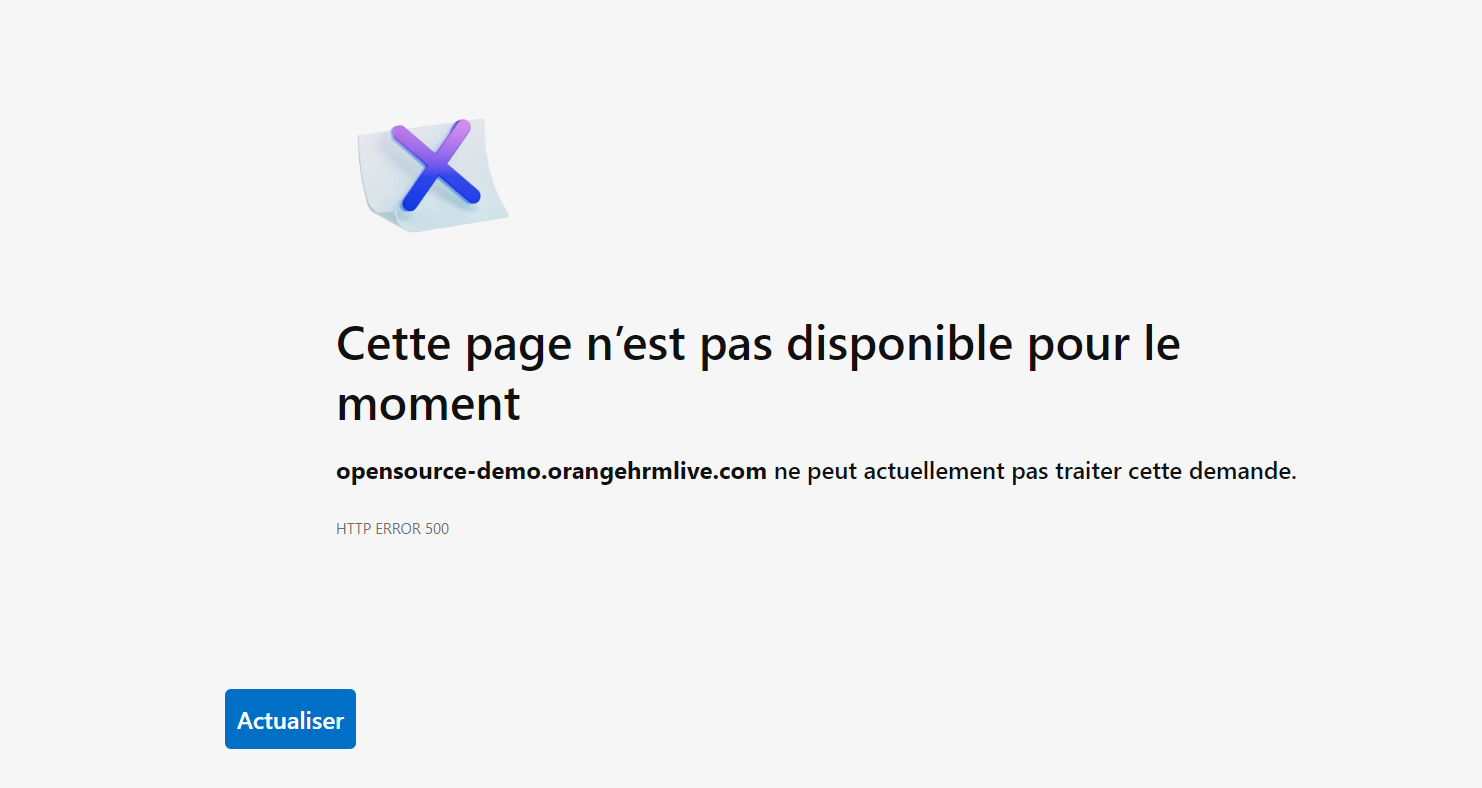 Cette page n’est pas disponible pour le
moment
opensource-demo.orangehrmlive.com ne peut actuellement pas traiter cette demande.
HTTP ERROR 500
Actualiser